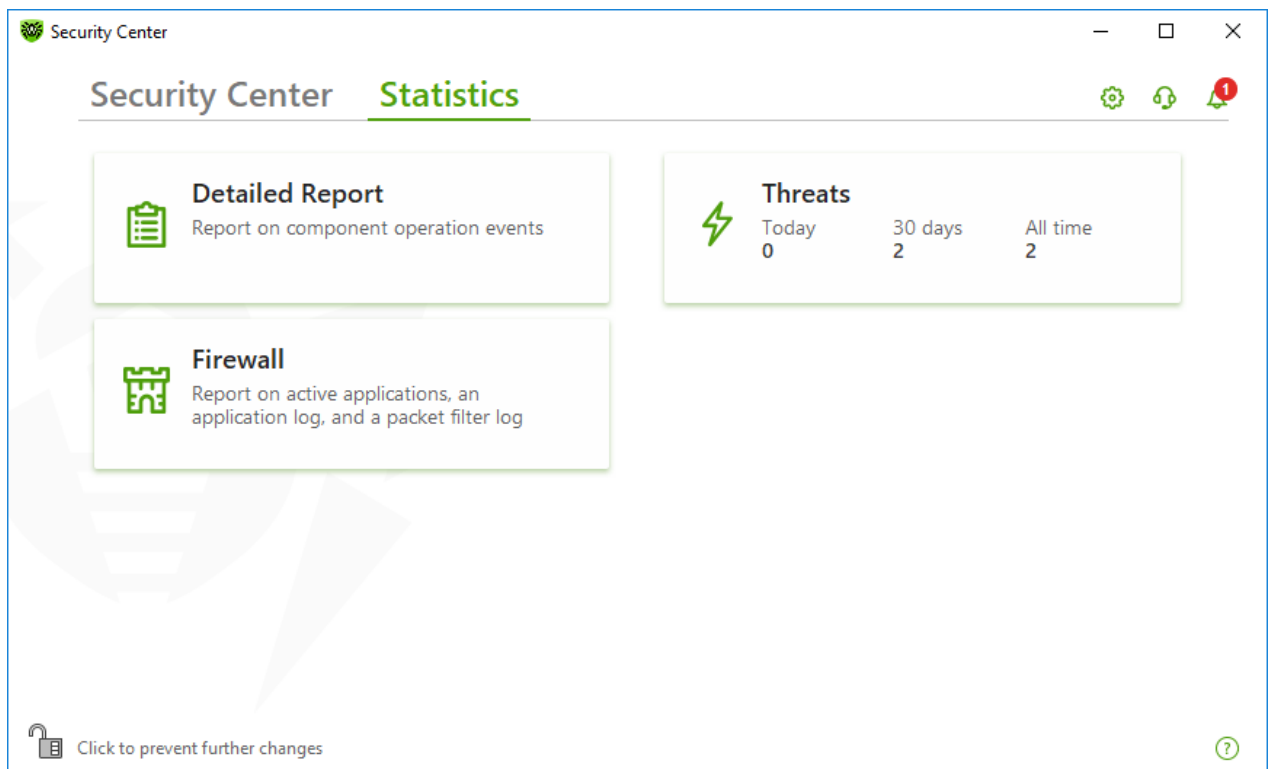 Security Center
Security Center Statistics
1
Detailed Report
Report on component operation events
Threats
Today 30 days All time
0 2 2
Firewall
Report on active applications, an
application log, and a packet filter log
Click to prevent further changes
?